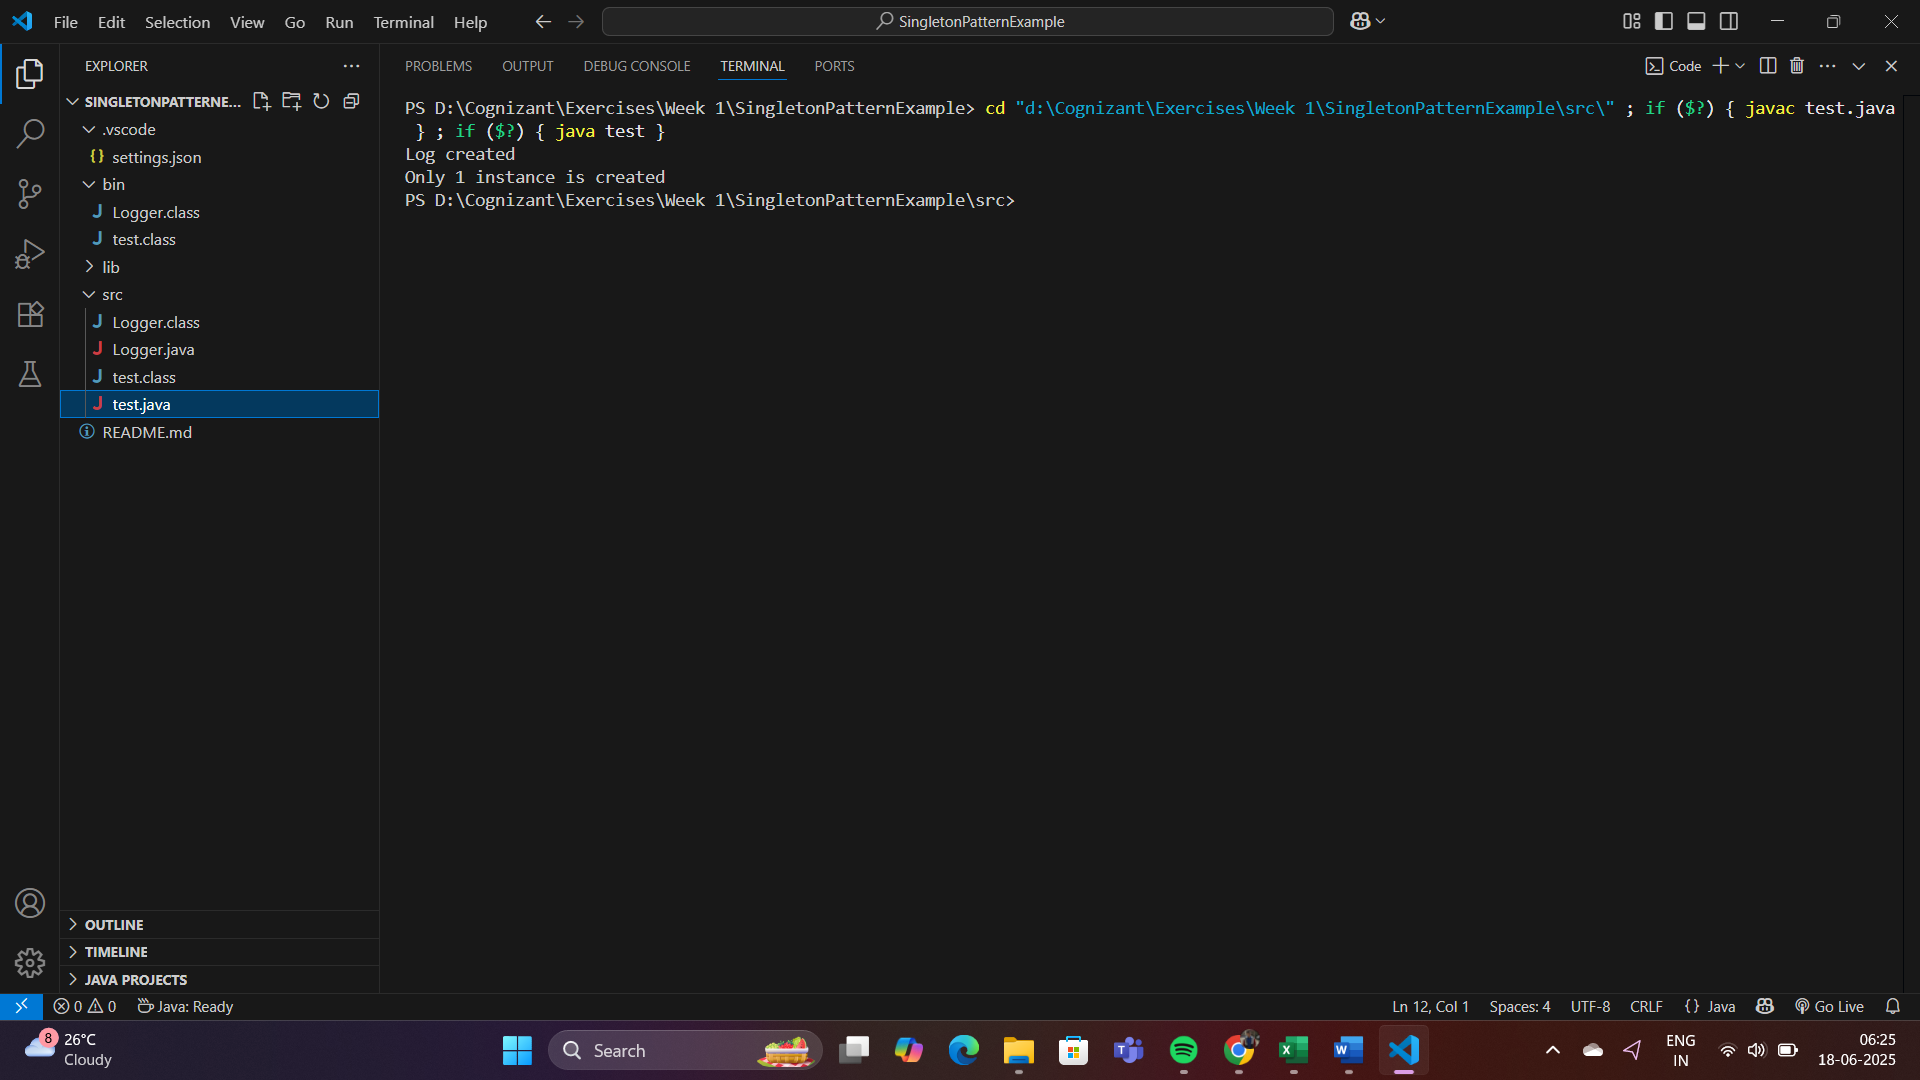 File Edit Selection View Go Run Terminal Help
SingletonPatternExample
EXPLORER
SINGLETONPATTERNE...
.vscode
{} settings.json
bin
J Logger.class
J test.class
lib
src
J Logger.class
J Logger.java
J test.class
J test.java
README.md
OUTLINE
TIMELINE
JAVA PROJECTS
PROBLEMS OUTPUT DEBUG CONSOLE TERMINAL PORTS
Code
PS D:\Cognizant\Exercises\Week 1\SingletonPatternExample> cd "d:\Cognizant\Exercises\Week 1\SingletonPatternExample\src\" ; if ($?) { javac test.java
} ; if ($?) { java test }
Log created
Only 1 instance is created
PS D:\Cognizant\Exercises\Week 1\SingletonPatternExample\src>
0 0 Java: Ready
Ln 12, Col 1 Spaces: 4 UTF-8 CRLF {} Java Go Live
8
26°C
Cloudy
Search
ENG
IN
06:25
18-06-2025